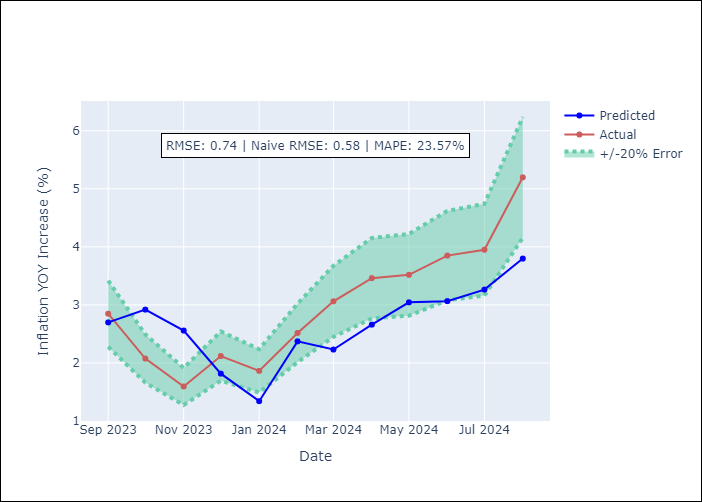 RMSE: 0.74 | Naive RMSE: 0.58 | MAPE: 23.57%
Predicted
Actual
+/-20% Error
Inflation YOY Increase (%)
6
5
4
3
2
1
Sep 2023 Nov 2023 Jan 2024 Mar 2024 May 2024 Jul 2024
Date